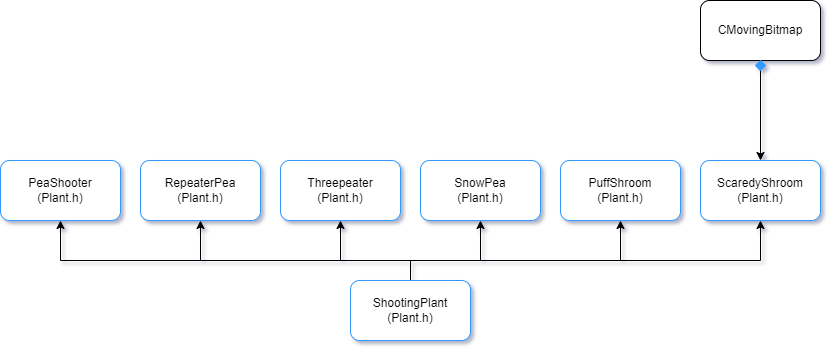 CMovingBitmap
PeaShooter
(Plant.h)
RepeaterPea
(Plant.h)
Threepeater
(Plant.h)
SnowPea
(Plant.h)
PuffShroom
(Plant.h)
ScaredyShroom
(Plant.h)
ShootingPlant
(Plant.h)